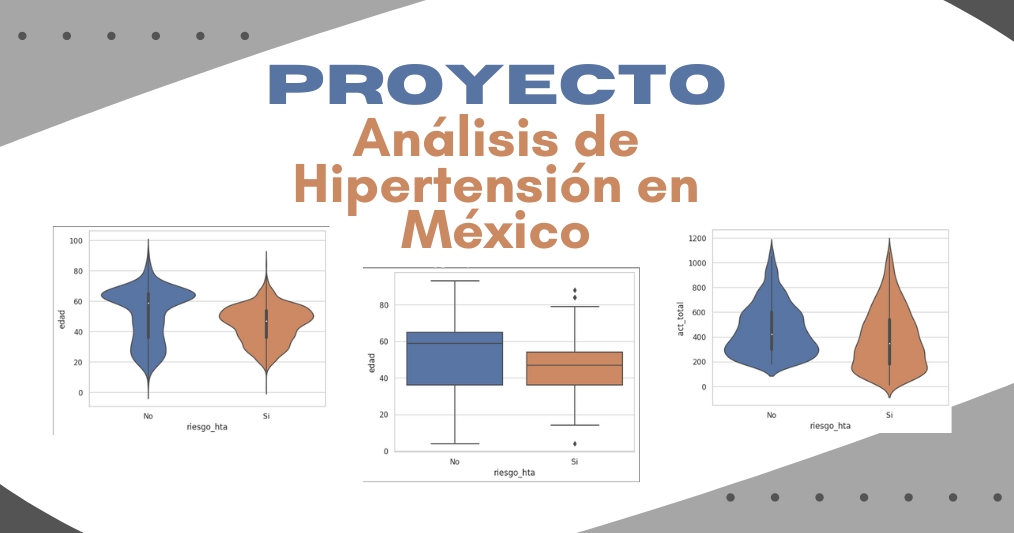 PROYECTO
Análisis de
Hipertensión en
México
100
80
60
40
20
0
edad
No
Si
riesgo_hta
80
60
40
20
0
edad
No
Si
riesgo_hta
1200
1000
800
600
400
200
0
act_total
No
Si
riesgo_hta